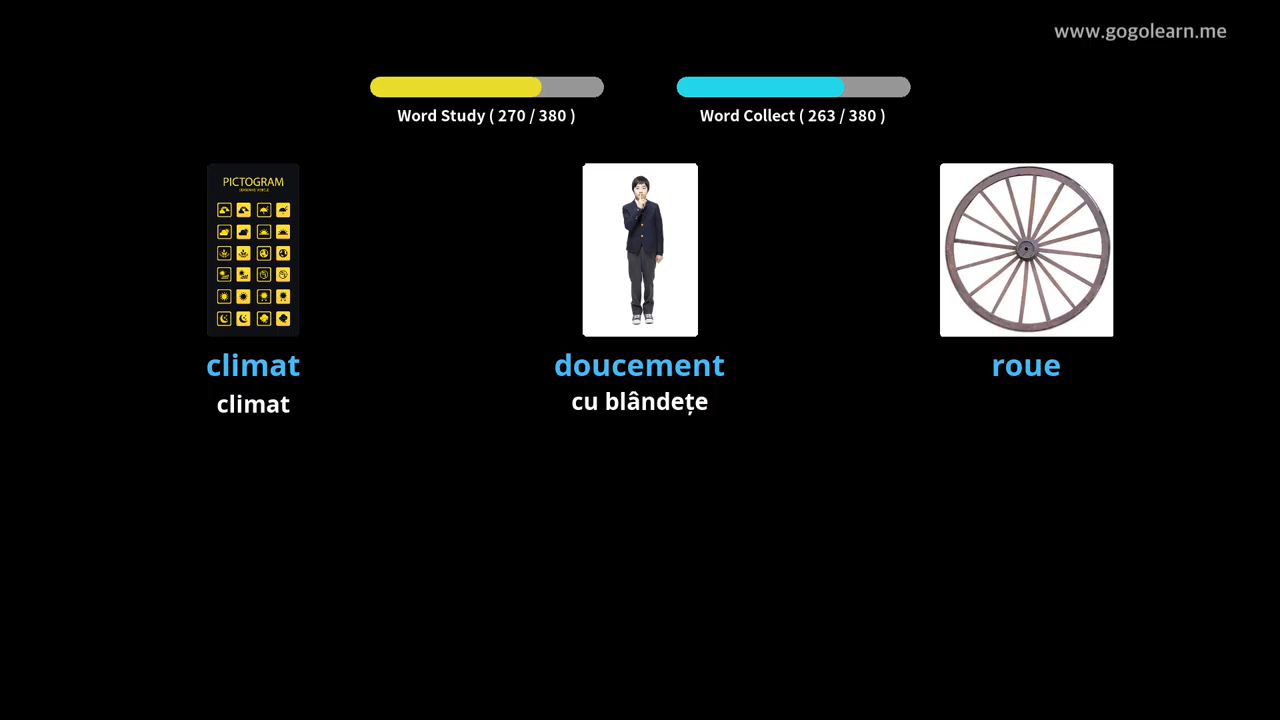 www.gogolearn.me
Word Study ( 270 / 380 )
Word Collect ( 263 / 380 )
PICTOGRAM
climat
doucement
roue
climat
cu blândețe